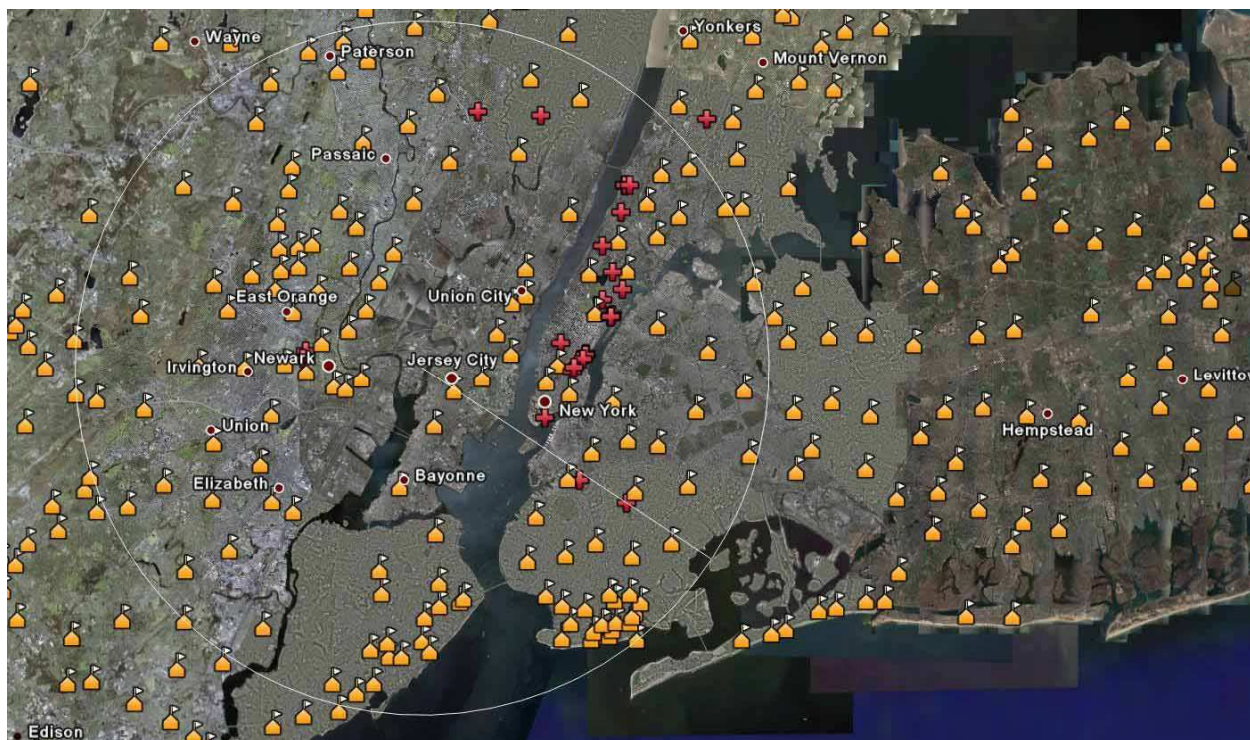 Wayne
Paterson
Yonkers
Mount Vernon
Passaic
Union City
East Orange
Irvington
Newark
Jersey City
New York
Levittow
Hempstead
Union
Elizabeth
Bayonne
Edison